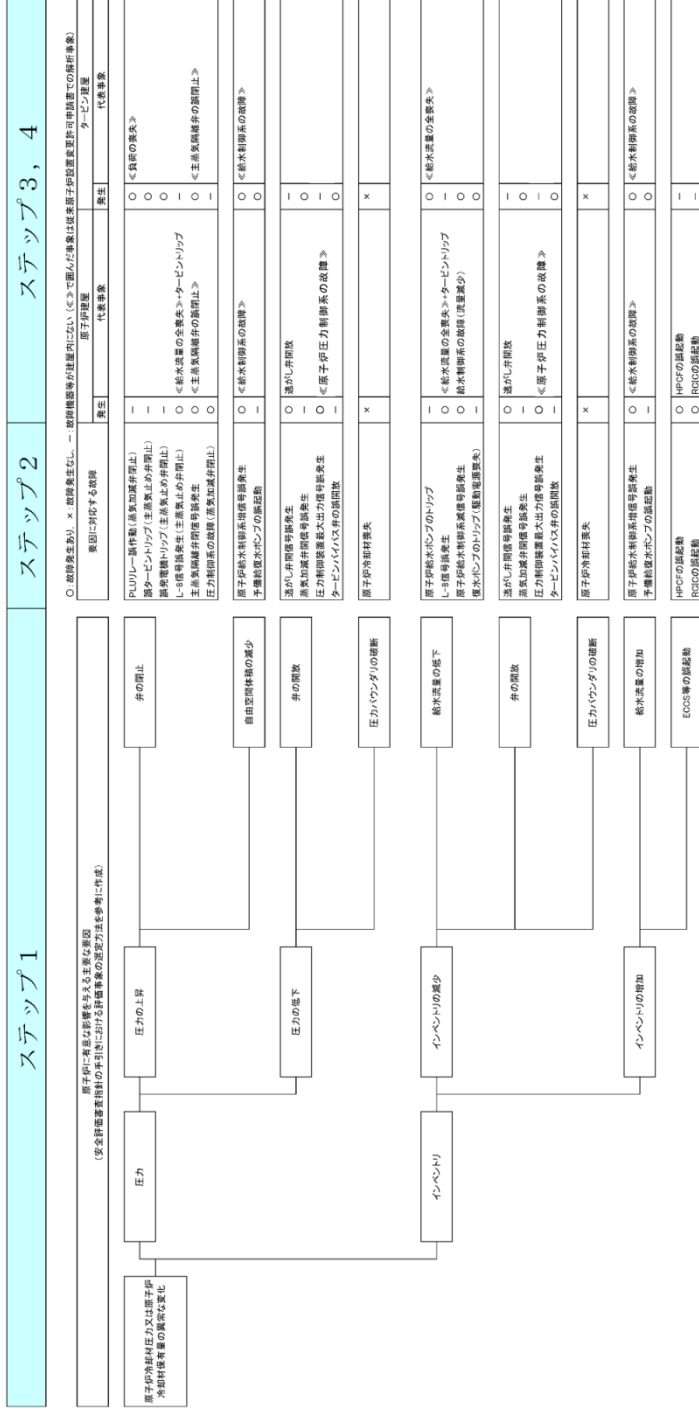 ステップ1
ステップ2
ステップ3，4
○：故障発生あり，×：故障発生なし，－：故障機器等が建屋内にない（≪≫で囲んだ事象は従来原子炉設置変更許可申請書での解析事象）
原子炉に有意な影響を与える主要な要因
（安全評価審査指針の手引きにおける評価事象の選定方法を参考に作成）
要因に対応する故障
原子炉建屋
タービン建屋
発生
代表事象
発生
代表事象
原子炉冷却材圧力又は原子炉
冷却材保有量の異常な変化
圧力
圧力の上昇
弁の閉止
PLUリレー誤作動（蒸気加減弁閉止） － ○ ≪負荷の喪失≫
誤タービントリップ（主蒸気止め弁閉止） － ○
誤発電機トリップ（主蒸気止め弁閉止） － ○
L-8信号誤発生（主蒸気止め弁閉止） ○ ≪給水流量の全喪失≫+タービントリップ －
主蒸気隔離弁閉信号誤発生 ○ ≪主蒸気隔離弁の誤閉止≫ ○ ≪主蒸気隔離弁の誤閉止≫
圧力制御系の故障（蒸気加減弁閉止） ○ －
自由空間体積の減少
原子炉給水制御系増信号誤発生 ○ ≪給水制御系の故障≫ ○ ≪給水制御系の故障≫
予備給復水ポンプの誤起動 － ○
圧力の低下
弁の開放
逃がし弁開信号誤発生 ○ 逃がし弁開放 －
蒸気加減弁開信号誤発生 － ○
圧力制御装置最大出力信号誤発生 ○ ≪原子炉圧力制御系の故障≫ －
タービンバイパス弁の誤開放 － ○
圧力バウンダリの破断
原子炉冷却材喪失 × ×
インベントリ
インベントリの減少
給水流量の低下
原子炉給水ポンプのトリップ － ○ ≪給水流量の全喪失≫
L-8信号誤発生 ○ ≪給水流量の全喪失≫+タービントリップ －
原子炉給水制御系減信号誤発生 ○ 給水制御系の故障（流量減少） ○
復水ポンプのトリップ（駆動電源喪失） ○ ○
弁の開放
逃がし弁開信号誤発生 ○ 逃がし弁開放 －
蒸気加減弁開信号誤発生 － ○
圧力制御装置最大出力信号誤発生 ○ ≪原子炉圧力制御系の故障≫ －
タービンバイパス弁の誤開放 － ○
圧力バウンダリの破断
原子炉冷却材喪失 × ×
インベントリの増加
給水流量の増加
原子炉給水制御系増信号誤発生 ○ ≪給水制御系の故障≫ ○ ≪給水制御系の故障≫
予備給復水ポンプの誤起動 － ○
ECCS等の誤起動
HPCFの誤起動 ○ HPCFの誤起動 －
RCICの誤起動 ○ RCICの誤起動 －